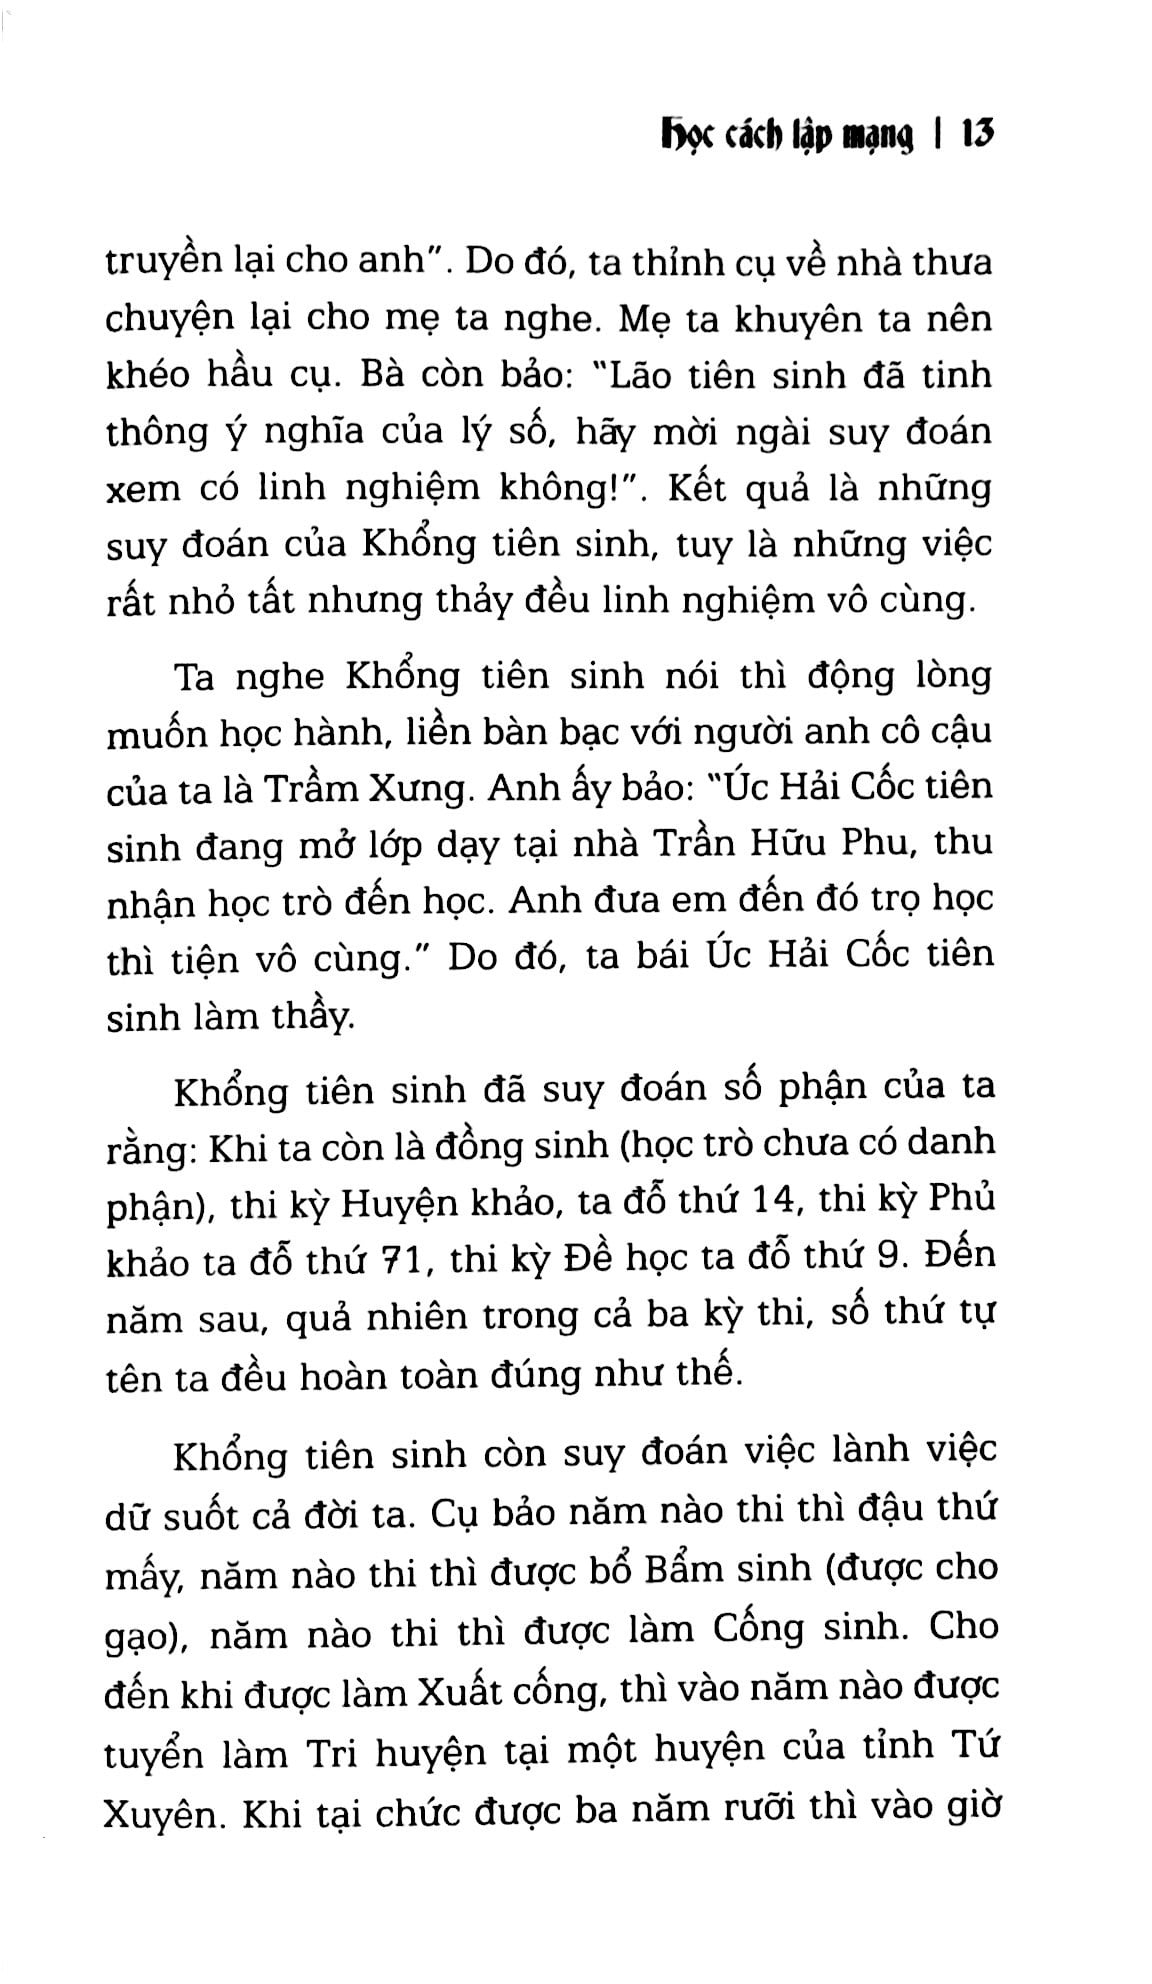 Học cách lập mạng | 13
truyền lại cho anh”. Do đó, ta thỉnh cụ về nhà thưa
chuyện lại cho mẹ ta nghe. Mẹ ta khuyên ta nên
khéo hầu cụ. Bà còn bảo: “Lão tiên sinh đã tinh
thông ý nghĩa của lý số, hãy mời ngài suy đoán
xem có linh nghiệm không!”. Kết quả là những
suy đoán của Khổng tiên sinh, tuy là những việc
rất nhỏ tất nhưng thảy đều linh nghiệm vô cùng.
Ta nghe Khổng tiên sinh nói thì động lòng
muốn học hành, liền bàn bạc với người anh cô cậu
của ta là Trầm Xưng. Anh ấy bảo: “Úc Hải Cốc tiên
sinh đang mở lớp dạy tại nhà Trần Hữu Phu, thu
nhận học trò đến học. Anh đưa em đến đó trọ học
thì tiện vô cùng.” Do đó, ta bái Úc Hải Cốc tiên
sinh làm thầy.
Khổng tiên sinh đã suy đoán số phận của ta
rằng: Khi ta còn là đồng sinh (học trò chưa có danh
phận), thi kỳ Huyện khảo, ta đỗ thứ 14, thi kỳ Phủ
khảo ta đỗ thứ 71, thi kỳ Đề học ta đỗ thứ 9. Đến
năm sau, quả nhiên trong cả ba kỳ thi, số thứ tự
tên ta đều hoàn toàn đúng như thế.
Khổng tiên sinh còn suy đoán việc lành việc
dữ suốt cả đời ta. Cụ bảo năm nào thi thì đậu thứ
mấy, năm nào thi thì được bổ Bẩm sinh (được cho
gạo), năm nào thi thì được làm Cống sinh. Cho
đến khi được làm Xuất cống, thì vào năm nào được
tuyển làm Tri huyện tại một huyện của tỉnh Tứ
Xuyên. Khi tại chức được ba năm rưỡi thì vào giờ